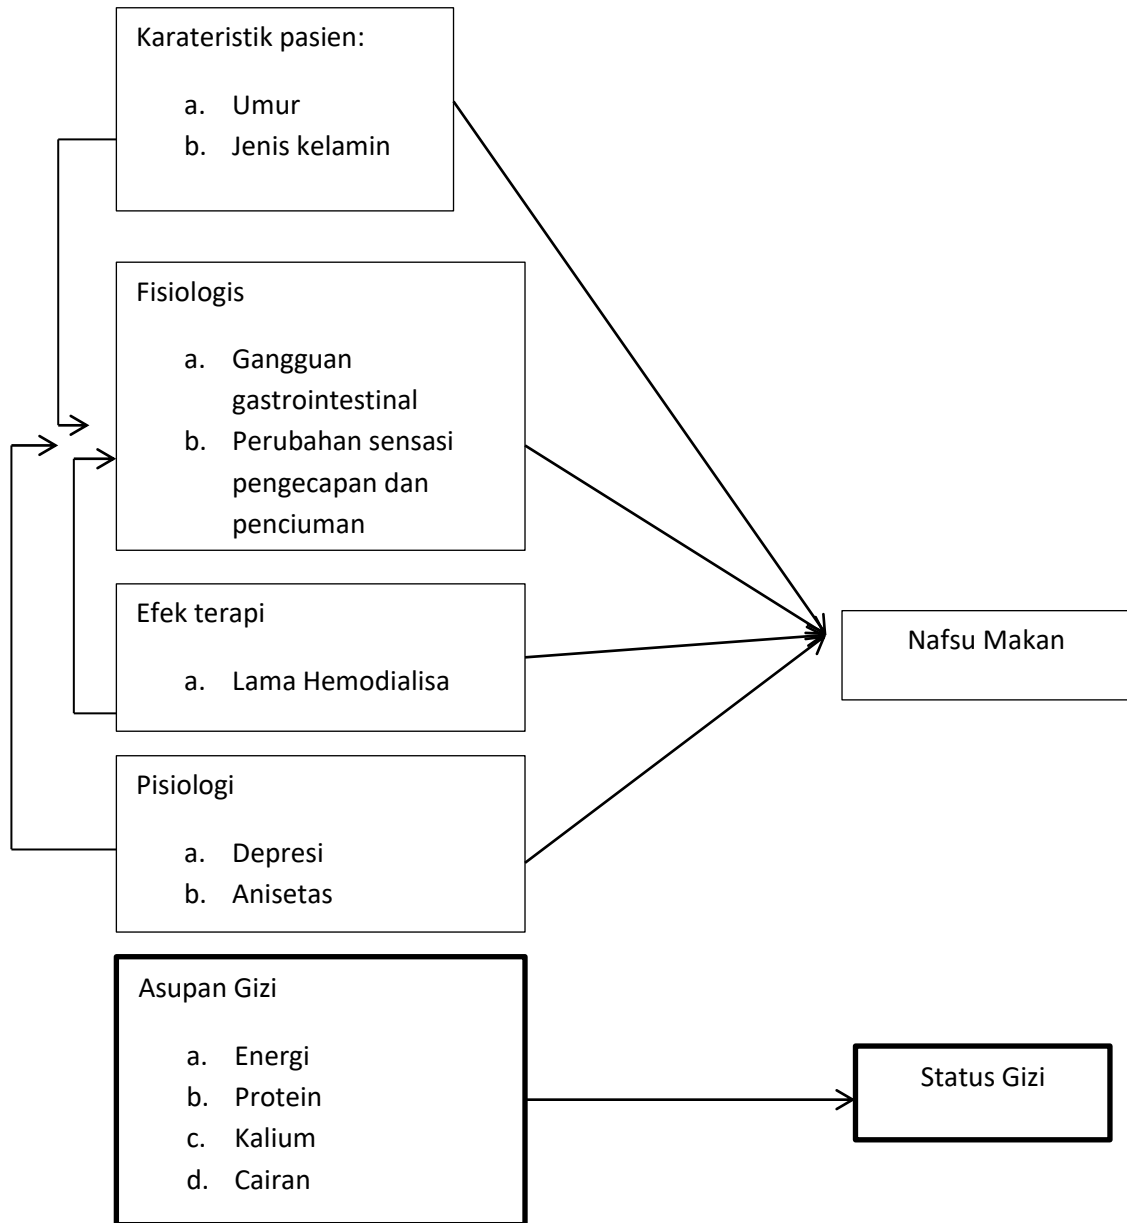 Karateristik pasien:
a. Umur
b. Jenis kelamin
Fisiologis
a. Gangguan
gastrointestinal
b. Perubahan sensasi
pengecapan dan
penciuman
Efek terapi
a. Lama Hemodialisa
Nafsu Makan
Pisiologi
a. Depresi
b. Anisetas
Asupan Gizi
a. Energi
b. Protein
c. Kalium
d. Cairan
Status Gizi